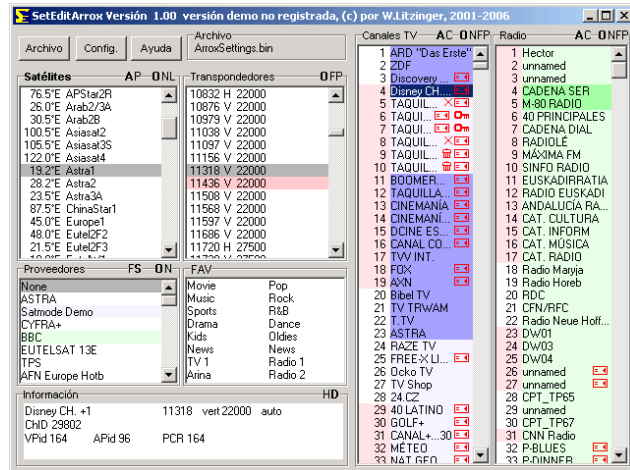 SetEditArrox Versión 1.00 versión demo no registrada, (c) por W.Litzinger, 2001-2006
Archivo
Config.
Ayuda
Archivo
ArroxSettings.bin
Satélites AP ONL
76.5°E APStar2R
26.0°E Arab2/3A
30.5°E Arab2B
100.5°E Asiasat2
105.5°E Asiasat3S
122.0°E Asiasat4
19.2°E Astra1
28.2°E Astra2
23.5°E Astra3A
87.5°E ChinaStar1
45.0°E Europe1
48.0°E Eutel2F2
21.5°E Eutel2F3
Transpondedores OFP
10832 H 22000
10876 V 22000
10979 V 22000
11038 V 22000
11097 V 22000
11156 V 22000
11318 V 22000
11436 V 22000
11508 V 22000
11568 V 22000
11597 V 22000
11686 V 22000
11720 H 27500
Proveedores FS ON
None
ASTRA
Satmode Demo
CYFRA+
BBC
EUTELSAT 13E
TPS
AFN Europe Hotb
FAV
Movie Pop
Music Rock
Sports R&B
Drama Dance
Kids Oldies
News News
TV 1 Radio 1
Arina Radio 2
Información HD
Disney CH. +1 11318 vert 22000 auto
ChID 29802
VPid 164 APid 96 PCR 164
Canales TV AC-ONFP
1 ARD "Das Erste"
2 ZDF
3 Discovery ...
4 Disney CH....
5 TAQUIL...
6 TAQUI...
7 TAQUI...
8 TAQUIL...
9 TAQUIL...
10 TAQUIL...
11 BOOMER...
12 TAQUILLA...
13 CINEMANÍA
14 CINEMANÍ...
15 DCINE ES...
16 CANAL CO...
17 TVV INT.
18 FOX
19 AXN
20 Bibel TV
21 TV TRWAM
22 T.TV
23 ASTRA
24 RAZE TV
25 FREE-X LI...
26 Ocko TV
27 TV Shop
28 24.CZ
29 40 LATINO
30 GOLF+
31 CANAL+...30
32 MÉTEO
33 NAT GEO
Radio AC-ONFP
1 Hector
2 unnamed
3 unnamed
4 CADENA SER
5 M-80 RADIO
6 40 PRINCIPALES
7 CADENA DIAL
8 RADIOLÉ
9 MÁXIMA FM
10 SINFO RADIO
11 EUSKADIRRATIA
12 RADIO EUSKADI
13 ANDALUCÍA RA...
14 CAT. CULTURA
15 CAT. INFORM
16 CAT. MÚSICA
17 CAT. RADIO
18 Radio Maryja
19 Radio Horeb
20 RDC
21 CFN/RFC
22 Radio Neue Hoff...
23 DW01
24 DW03
25 DW04
26 unnamed
27 unnamed
28 CPT_TP65
29 unnamed
30 CPT_TP67
31 CNN Radio
32 P-BLUES
33 P-DINNER